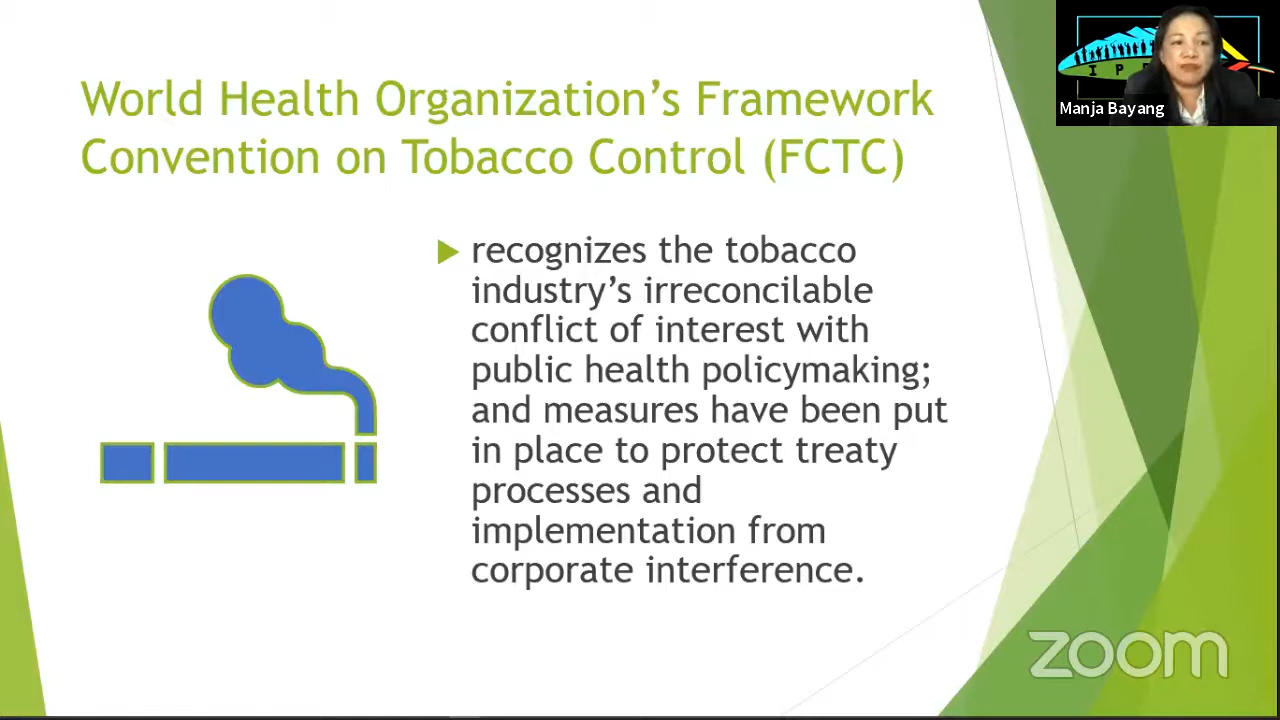 World Health Organization's Framework
Convention on Tobacco Control (FCTC)
recognizes the tobacco
industry's irreconcilable
conflict of interest with
public health policymaking;
and measures have been put
in place to protect treaty
processes and
implementation from
corporate interference.
I P
Manja Bayang
zoom